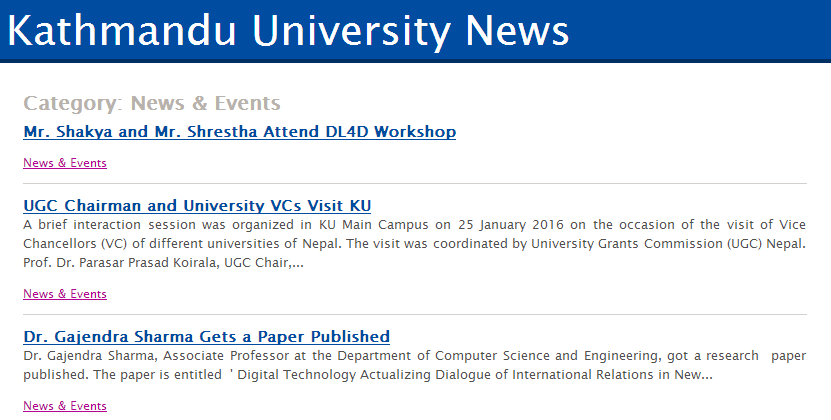 Kathmandu University News
Category: News & Events
Mr. Shakya and Mr. Shrestha Attend DL4D Workshop
News & Events
UGC Chairman and University VCs Visit KU
A brief interaction session was organized in KU Main Campus on 25 January 2016 on the occasion of the visit of Vice
Chancellors (VC) of different universities of Nepal. The visit was coordinated by University Grants Commission (UGC) Nepal.
Prof. Dr. Parasar Prasad Koirala, UGC Chair,...
News & Events
Dr. Gajendra Sharma Gets a Paper Published
Dr. Gajendra Sharma, Associate Professor at the Department of Computer Science and Engineering, got a research paper
published. The paper is entitled ' Digital Technology Actualizing Dialogue of International Relations in New...
News & Events